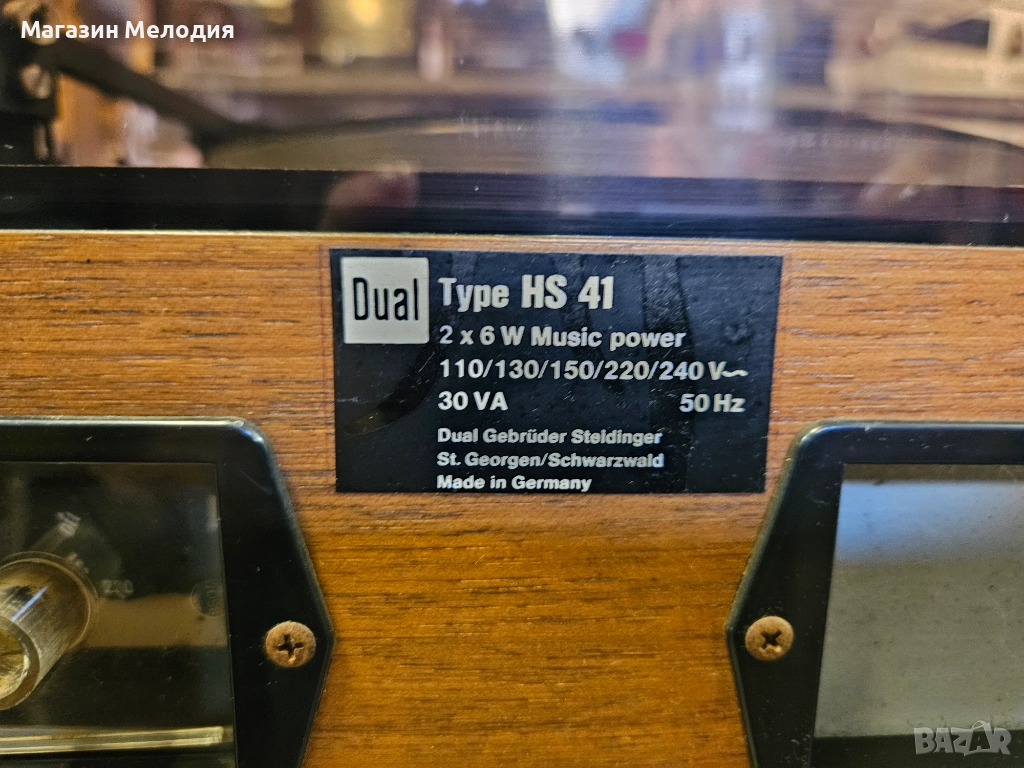 Магазин Мелодия
Dual
Type HS 41
2 x 6 W Music power
110/130/150/220/240 V~
30 VA 50 Hz
Dual Gebrüder Steidinger
St. Georgen/Schwarzwald
Made in Germany
BAZAR